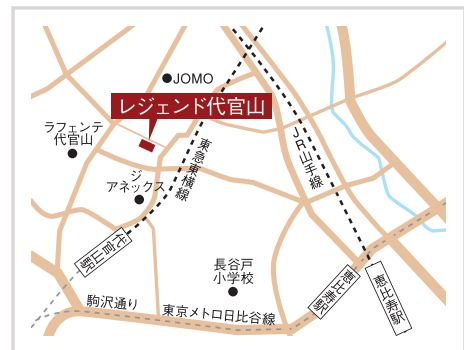 JOMO
レジェンド代官山
ラフェンテ
代官山
ジ
アネックス
東急東横線
JR山手線
代官山駅
長谷戸
小学校
恵比寿駅
恵比寿駅
駒沢通り
東京メトロ日比谷線